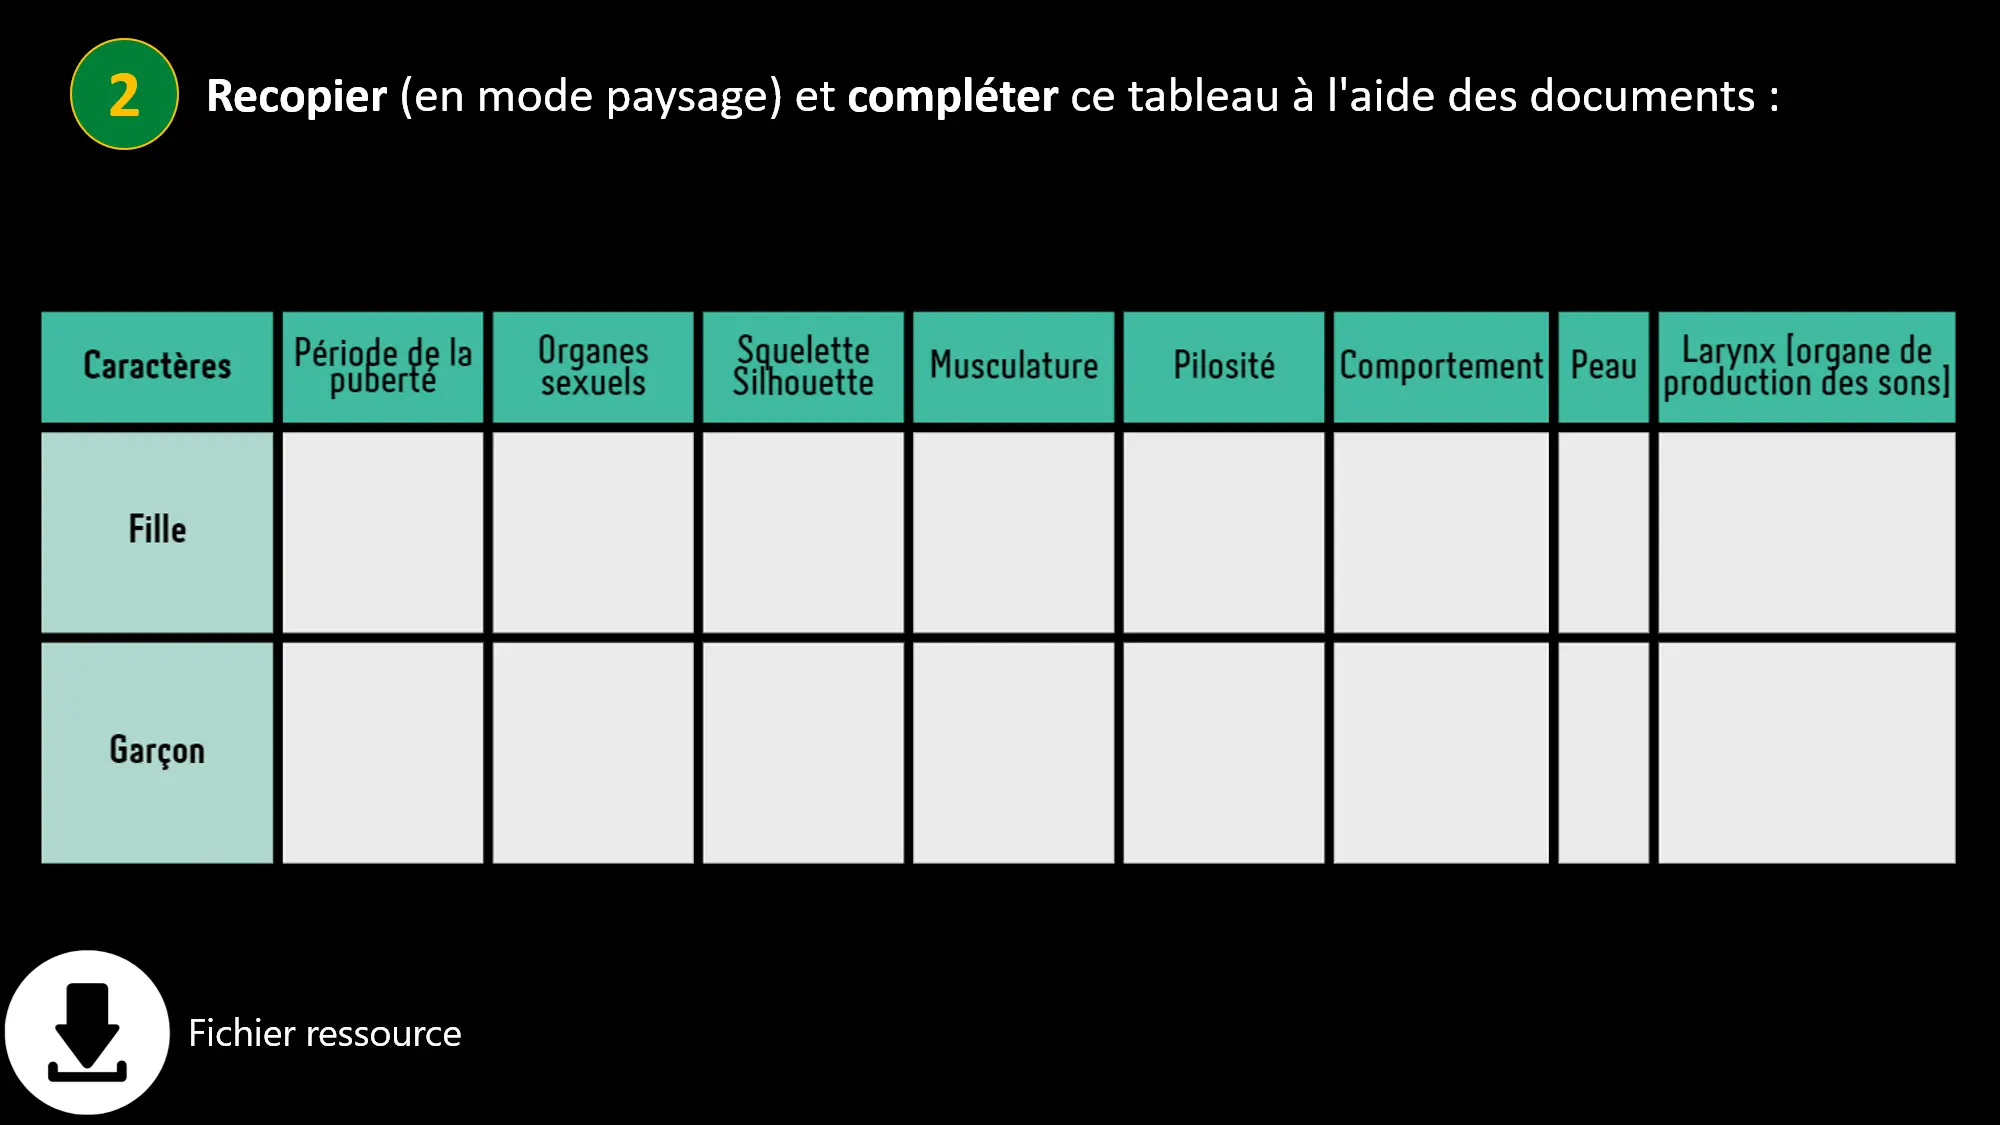 2
Recopier (en mode paysage) et compléter ce tableau à l'aide des documents :
Caractères
Période de la
puberté
Organes
sexuels
Squelette
Silhouette
Musculature
Pilosité
Comportement
Peau
Larynx [organe de
production des sons]
Fille
Garçon
Fichier ressource